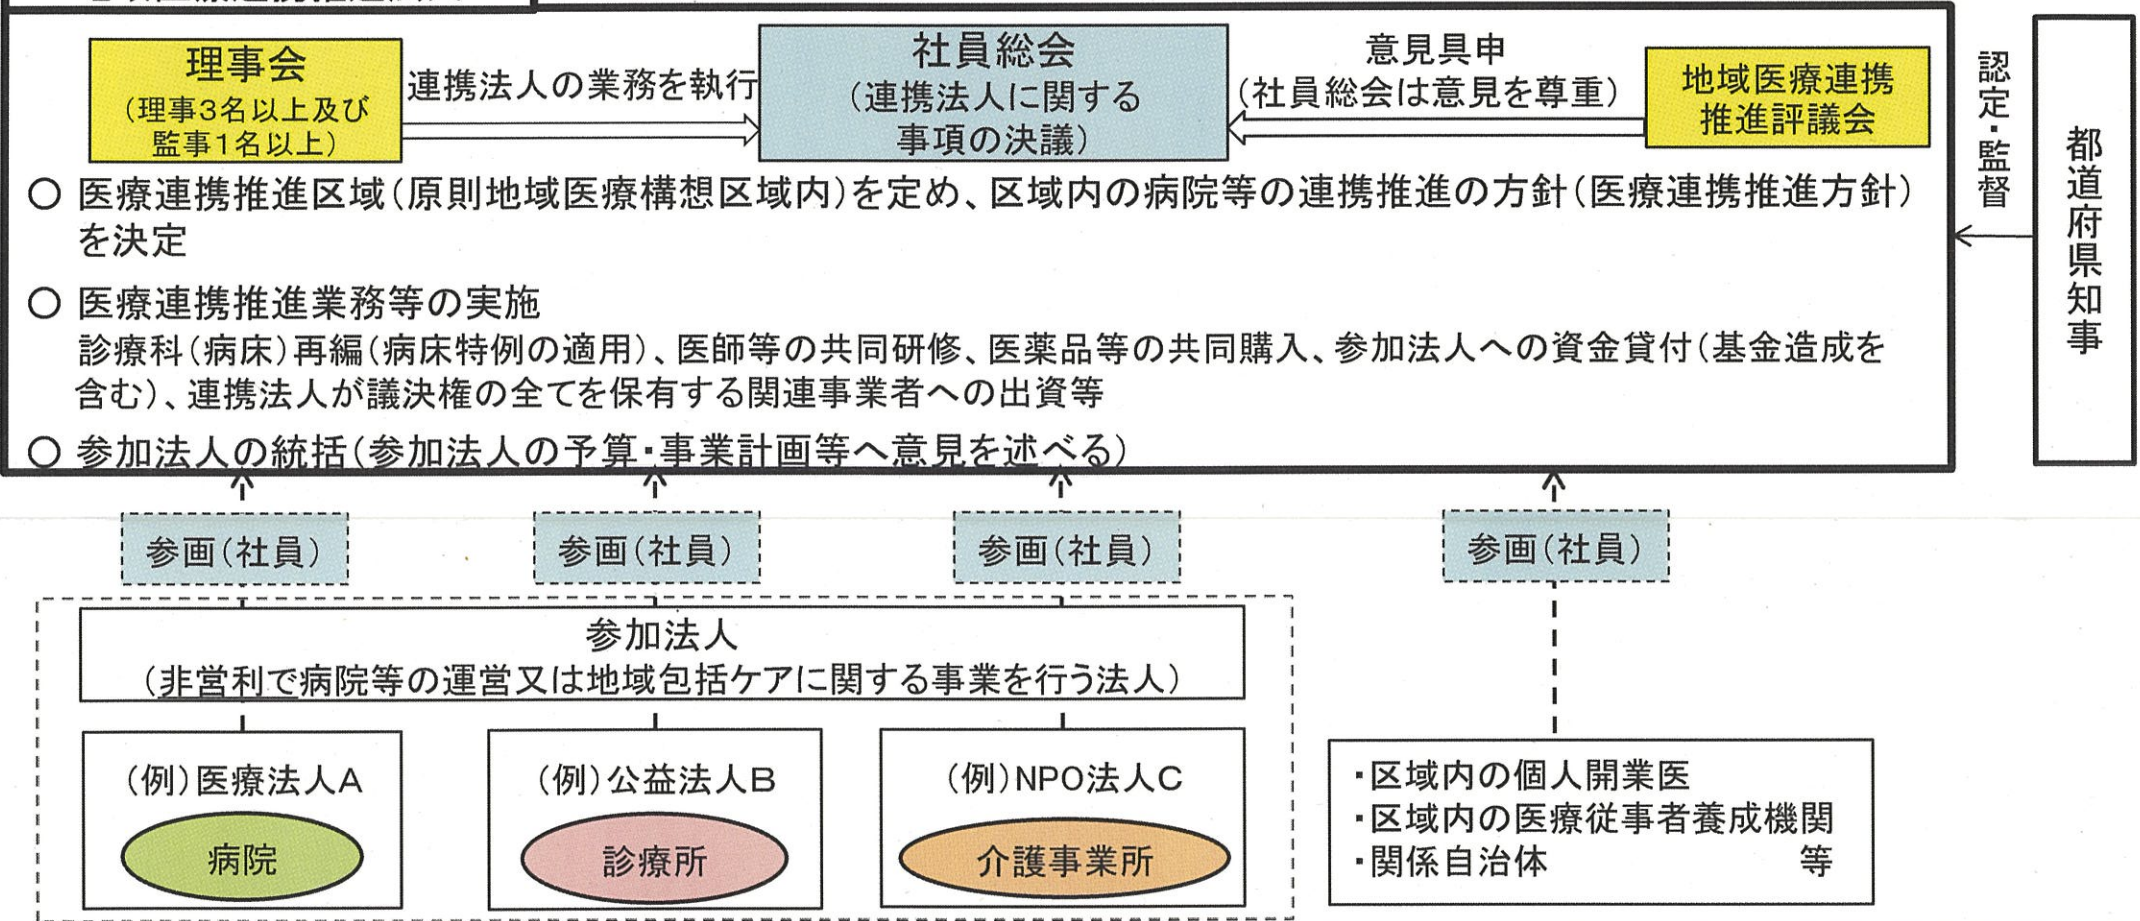 理事会
(理事3名以上及び
監事1名以上)
連携法人の業務を執行
社員総会
(連携法人に関する
事項の決議)
意見具申
(社員総会は意見を尊重)
地域医療連携
推進評議会
認定・監督
都道府県知事
○ 医療連携推進区域(原則地域医療構想区域内)を定め、区域内の病院等の連携推進の方針(医療連携推進方針)
を決定
○ 医療連携推進業務等の実施
診療科(病床)再編(病床特例の適用)、医師等の共同研修、医薬品等の共同購入、参加法人への資金貸付(基金造成を
含む)、連携法人が議決権の全てを保有する関連事業者への出資等
○ 参加法人の統括(参加法人の予算・事業計画等へ意見を述べる)
参画(社員)
参画(社員)
参画(社員)
参画(社員)
参加法人
(非営利で病院等の運営又は地域包括ケアに関する事業を行う法人)
(例)医療法人A
病院
(例)公益法人B
診療所
(例)NPO法人C
介護事業所
・区域内の個人開業医
・区域内の医療従事者養成機関
・関係自治体 等